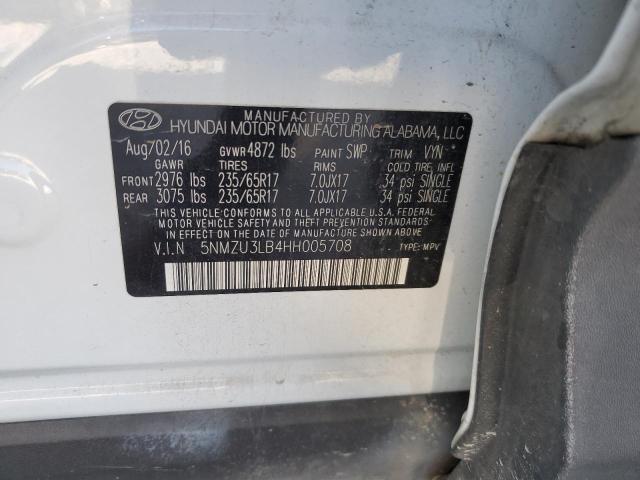 MANUFACTURED BY
HYUNDAI MOTOR MANUFACTURING ALABAMA, LLC
Aug/02/16 GVWR 4872 lbs PAINT SWP TRIM VYN
GAWR TIRES RIMS COLD TIRE INFL
FRONT 2976 lbs 235/65R17 7.0JX17 34 psi SINGLE
REAR 3075 lbs 235/65R17 7.0JX17 34 psi SINGLE
THIS VEHICLE CONFORMS TO ALL APPLICABLE U.S.A. FEDERAL
MOTOR VEHICLE SAFETY AND THEFT PREVENTION STANDARDS
IN EFFECT ON THE DATE OF MANUFACTURE SHOWN ABOVE.
V.I.N 5NMZU3LB4HH005708 TYPE: MPV